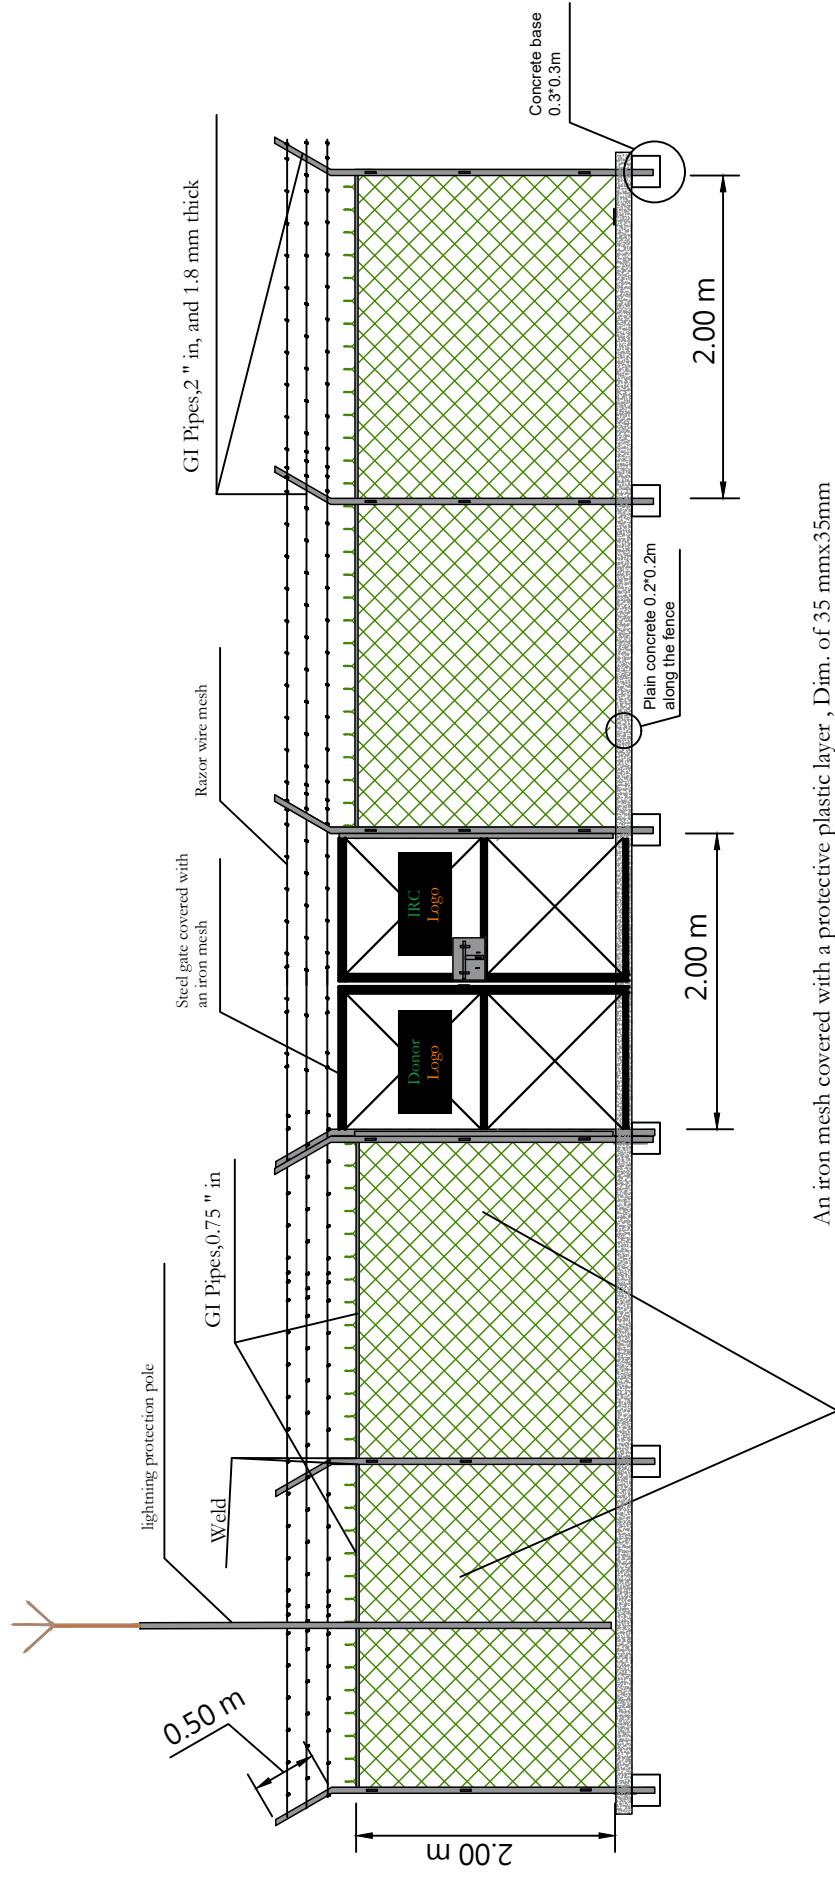 lightning protection pole
Weld
GI Pipes,0.75 " in
Steel gate covered with
an iron mesh
Razor wire mesh
GI Pipes,2 " in, and 1.8 mm thick
Concrete base
0.3*0.3m
0.50 m
Donor
Logo
IRC
Logo
Plain concrete 0.2*0.2m
along the fence
2.00 m
2.00 m
2.00 m
An iron mesh covered with a protective plastic layer , Dim. of 35 mmx35mm